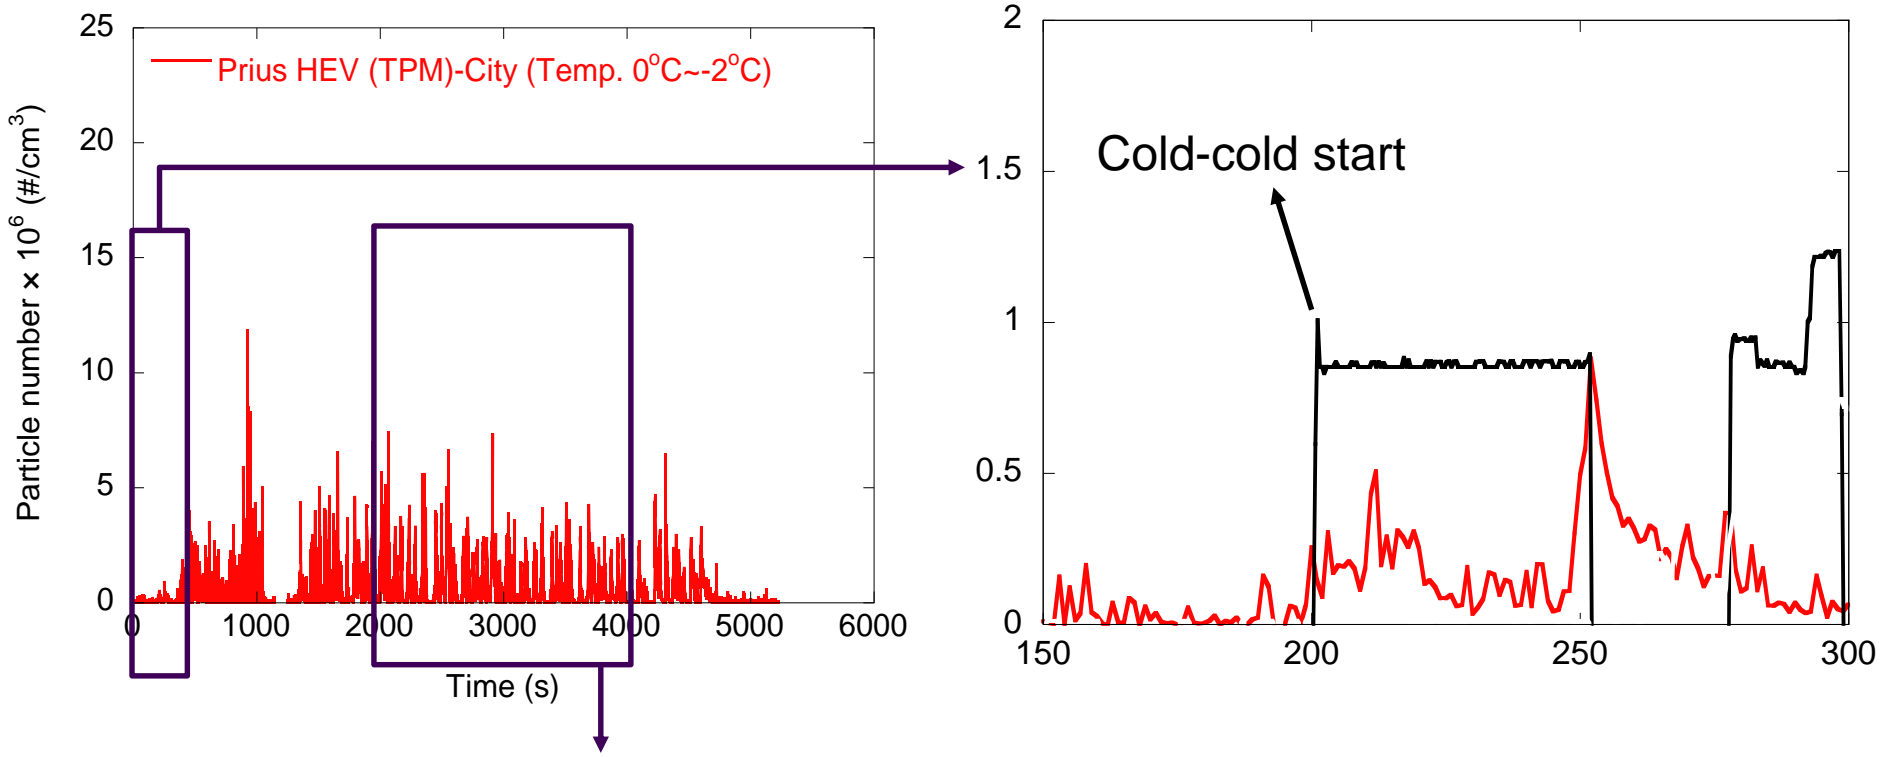 25
20
15
10
5
0
Particle number × 10⁶ (#/cm³)
Prius HEV (TPM)-City (Temp. 0°C~-2°C)
0 1000 2000 3000 4000 5000 6000
Time (s)
2
1.5
1
0.5
0
Cold-cold start
150 200 250 300